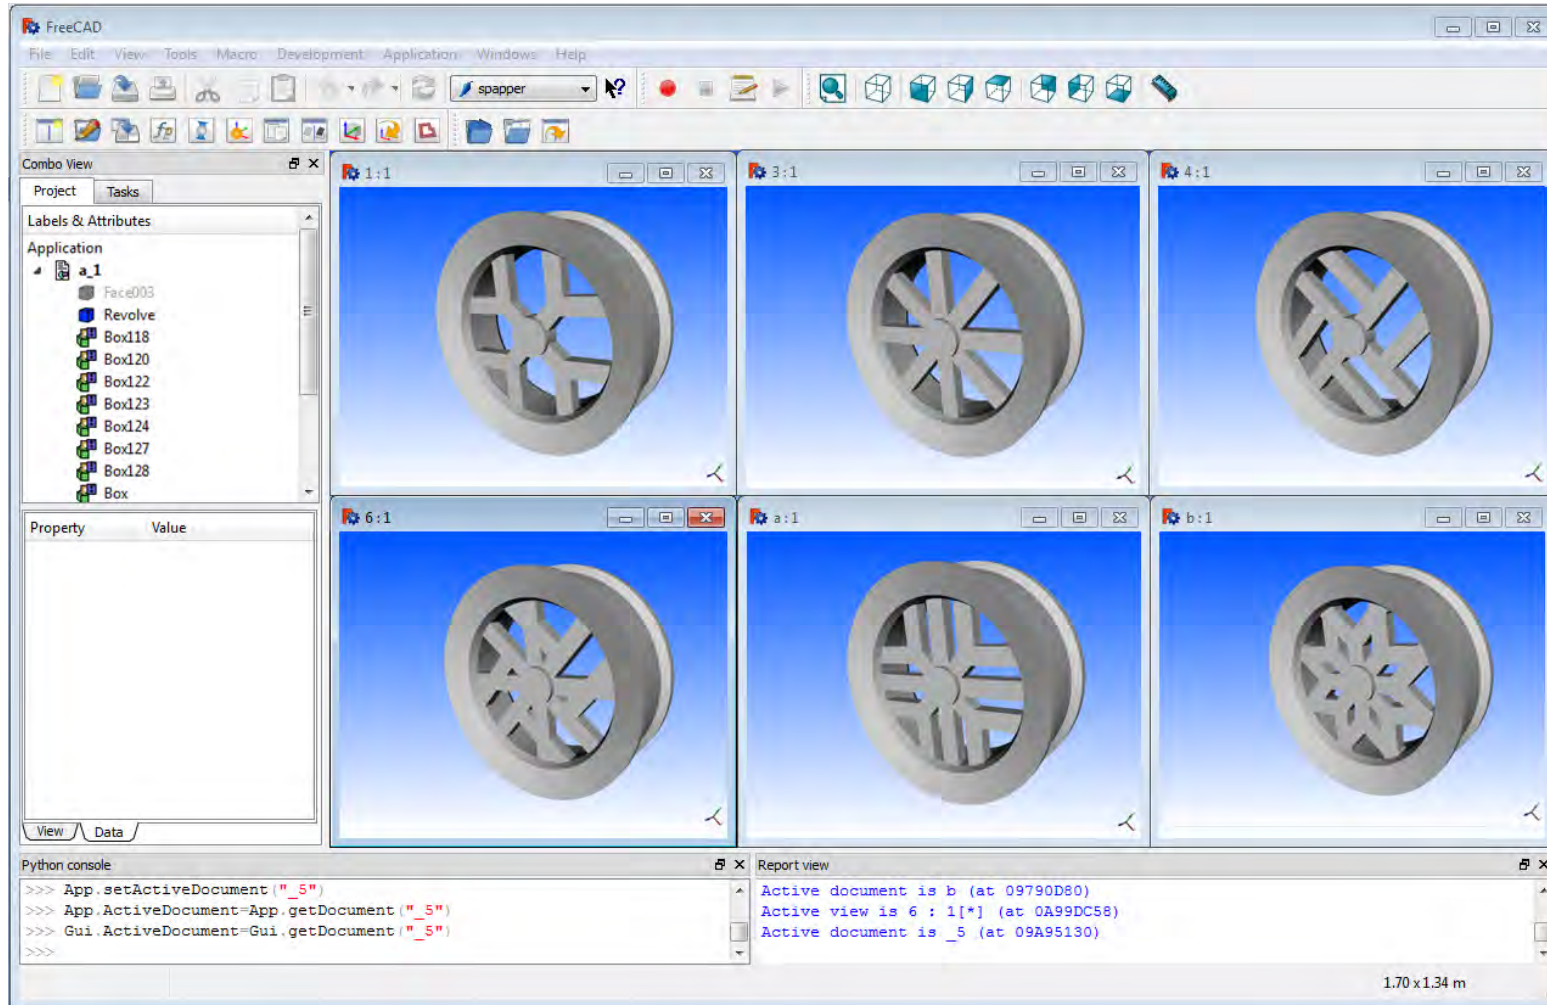 FreeCAD
File Edit View Tools Macro Development Application Windows Help
spapper
Combo View
Project Tasks
Labels & Attributes
Application
a_1
Face003
Revolve
Box118
Box120
Box122
Box123
Box124
Box127
Box128
Box
Property Value
View Data
1:1
3:1
4:1
6:1
a:1
b:1
Python console
>>> App.setActiveDocument("_5")
>>> App.ActiveDocument=App.getDocument("_5")
>>> Gui.ActiveDocument=Gui.getDocument("_5")
>>>
Report view
Active document is b (at 09790D80)
Active view is 6 : 1[*] (at 0A99DC58)
Active document is _5 (at 09A95130)
1.70 x 1.34 m